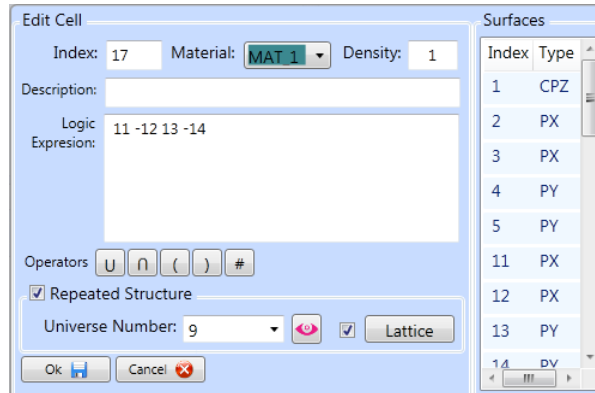 Edit Cell
Index: 17 Material: MAT_1 Density: 1
Description:
Logic Expresion: 11 -12 13 -14
Operators U ∩ ( ) #
Repeated Structure
Universe Number: 9 Lattice
Ok Cancel
Surfaces
Index Type
1 CPZ
2 PX
3 PX
4 PY
5 PY
11 PX
12 PX
13 PY
14 PY